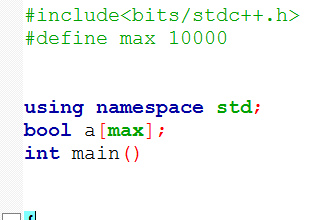 #include<bits/stdc++.h>
#define max 10000
using namespace std;
bool a[max];
int main()
{